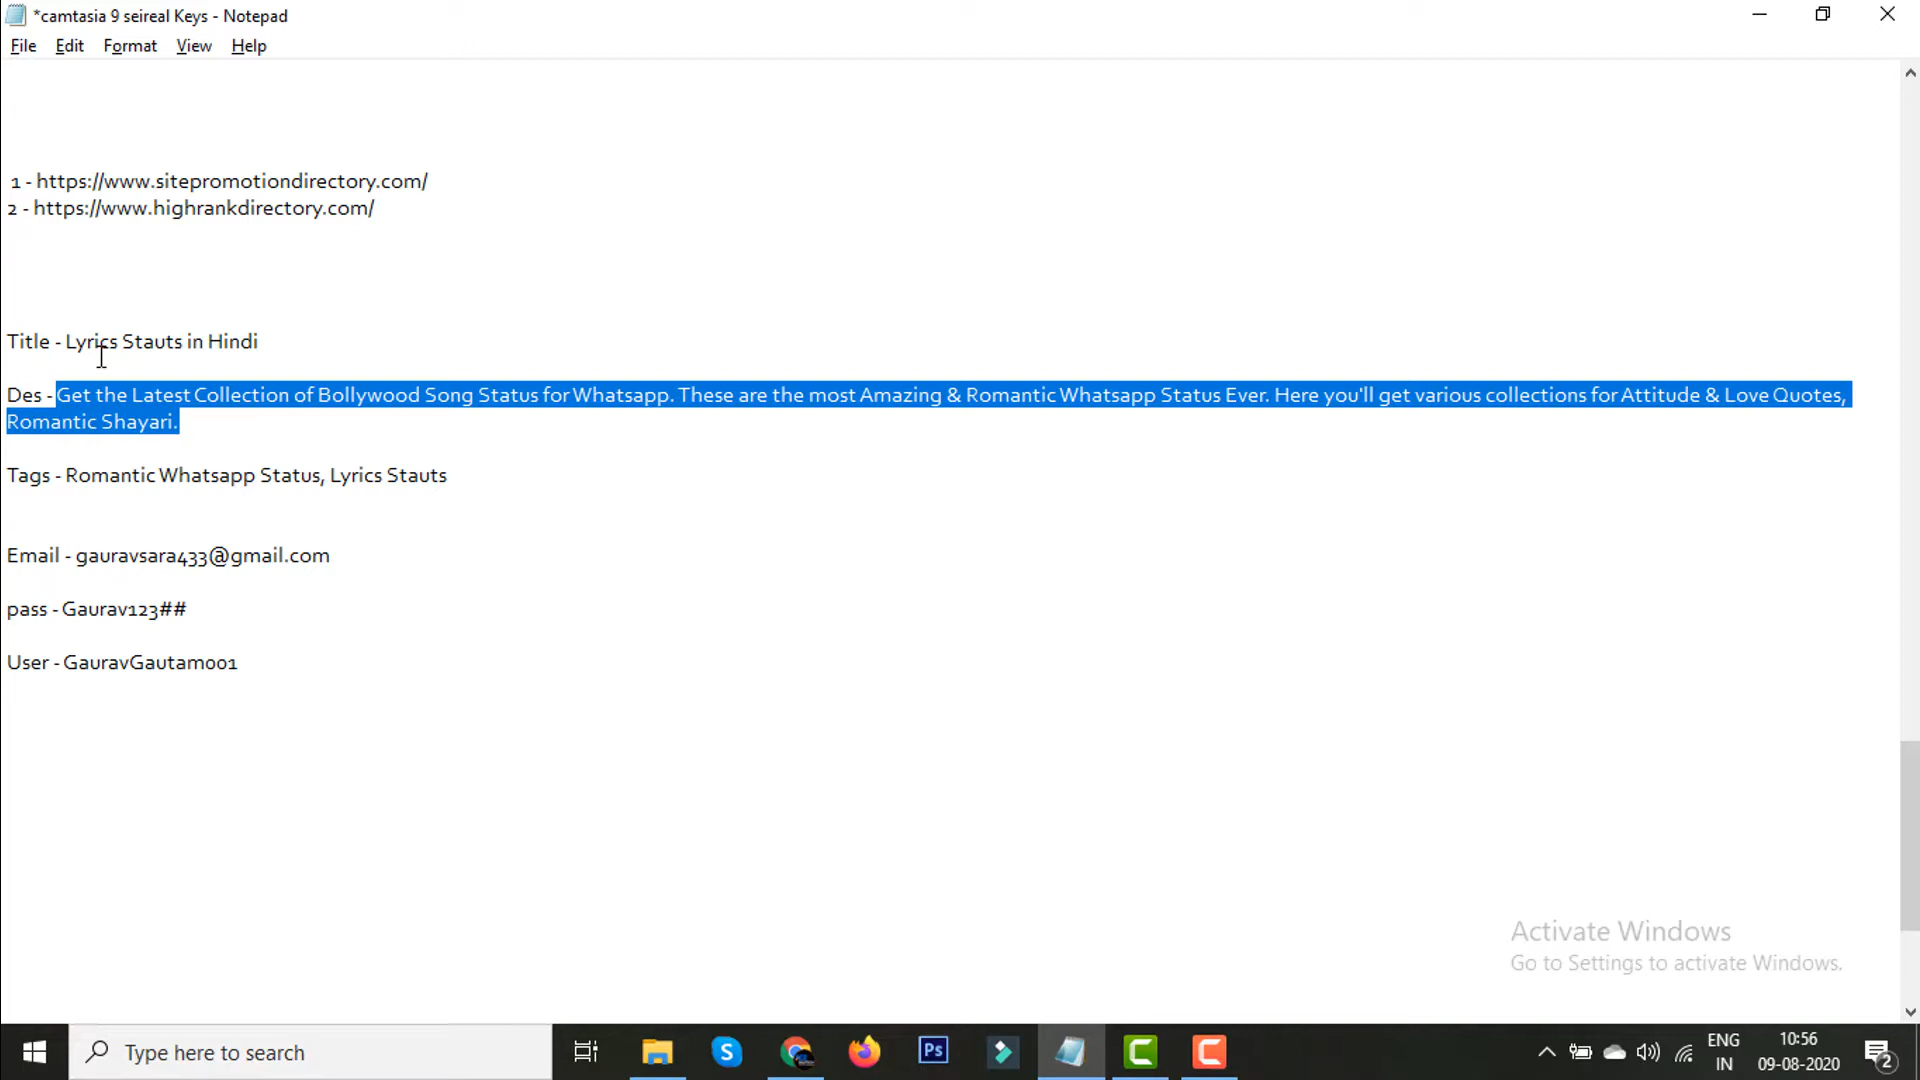 *camtasia 9 seireal Keys - Notepad
File Edit Format View Help
1 - https://www.sitepromotiondirectory.com/
2 - https://www.highrankdirectory.com/
Title - Lyrics Stauts in Hindi
Des - Get the Latest Collection of Bollywood Song Status for Whatsapp. These are the most Amazing & Romantic Whatsapp Status Ever. Here you'll get various collections for Attitude & Love Quotes,
Romantic Shayari.
Tags - Romantic Whatsapp Status, Lyrics Stauts
Email - gauravsara433@gmail.com
pass - Gaurav123##
User - GauravGautam001
Activate Windows
Go to Settings to activate Windows.
Type here to search
Ps
ENG
IN
10:56
09-08-2020
2